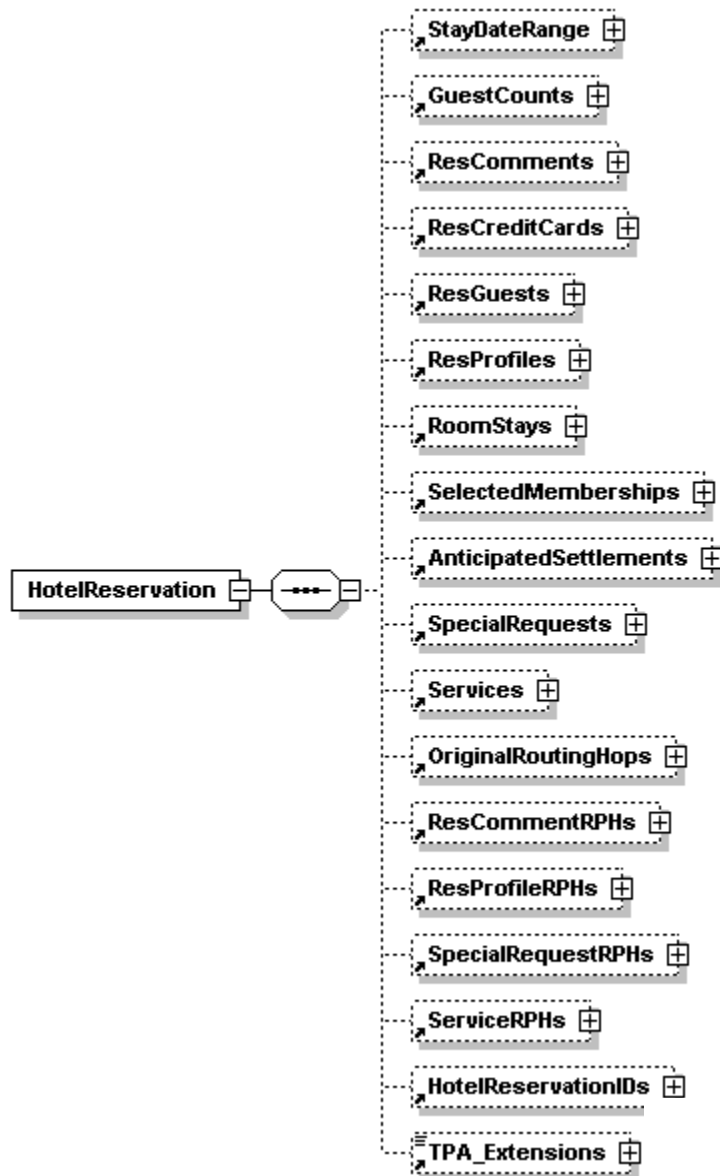 StayDateRange
GuestCounts
ResComments
ResCreditCards
ResGuests
ResProfiles
RoomStays
SelectedMemberships
AnticipatedSettlements
HotelReservation
SpecialRequests
Services
OriginalRoutingHops
ResCommentRPHs
ResProfileRPHs
SpecialRequestRPHs
ServiceRPHs
HotelReservationIDs
TPA_Extensions